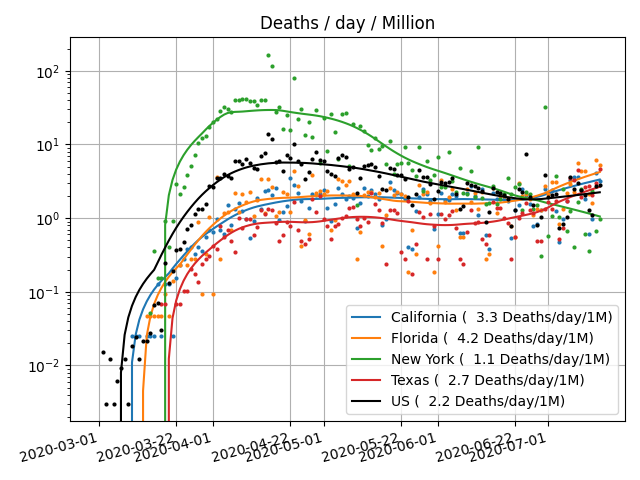 Deaths / day / Million
10²
10¹
10⁰
10⁻¹
10⁻²
California (  3.3 Deaths/day/1M)
Florida (  4.2 Deaths/day/1M)
New York (  1.1 Deaths/day/1M)
Texas (  2.7 Deaths/day/1M)
US (  2.2 Deaths/day/1M)
2020-03-01
2020-03-22
2020-04-01
2020-04-22
2020-05-01
2020-05-22
2020-06-01
2020-06-22
2020-07-01